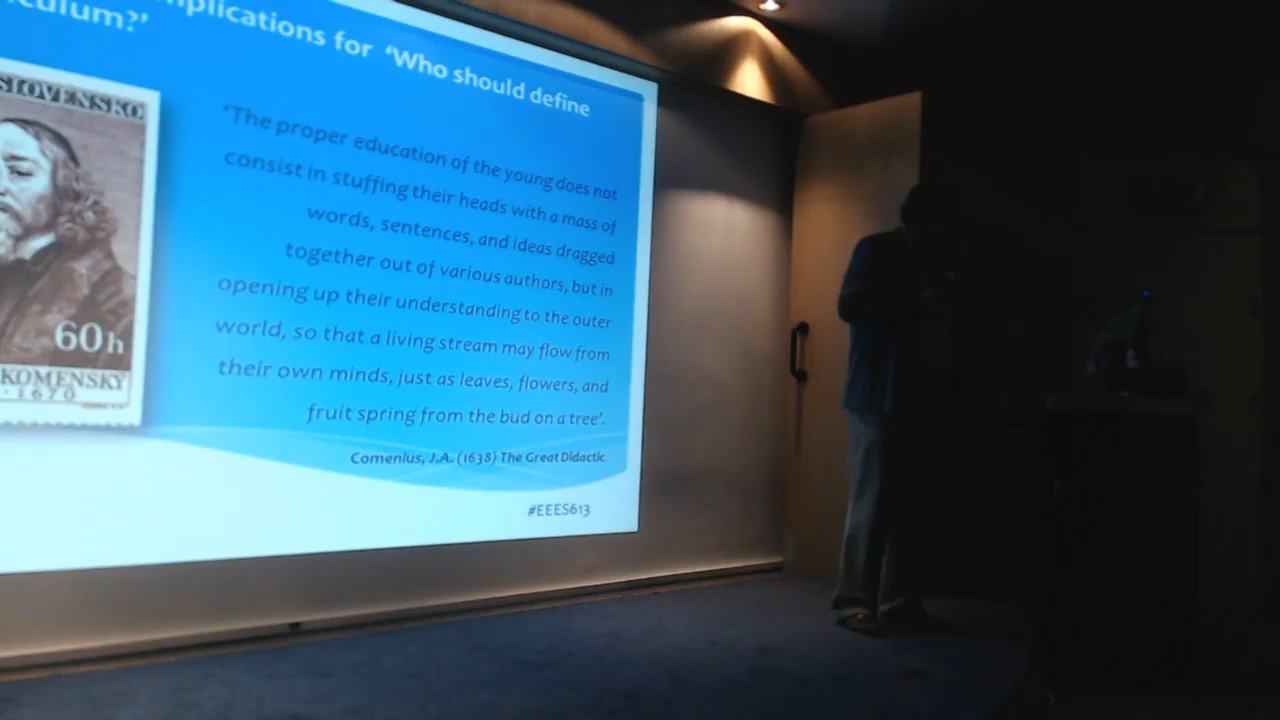 mplications for 'Who should define
iculum?'
SLOVENSKO
60h
KOMENSKY
1670
'The proper education of the young does not
consist in stuffing their heads with a mass of
words, sentences, and ideas dragged
together out of various authors, but in
opening up their understanding to the outer
world, so that a living stream may flow from
their own minds, just as leaves, flowers, and
fruit spring from the bud on a tree'.
Comenius, J.A. (1638) The Great Didactic
#EEES613